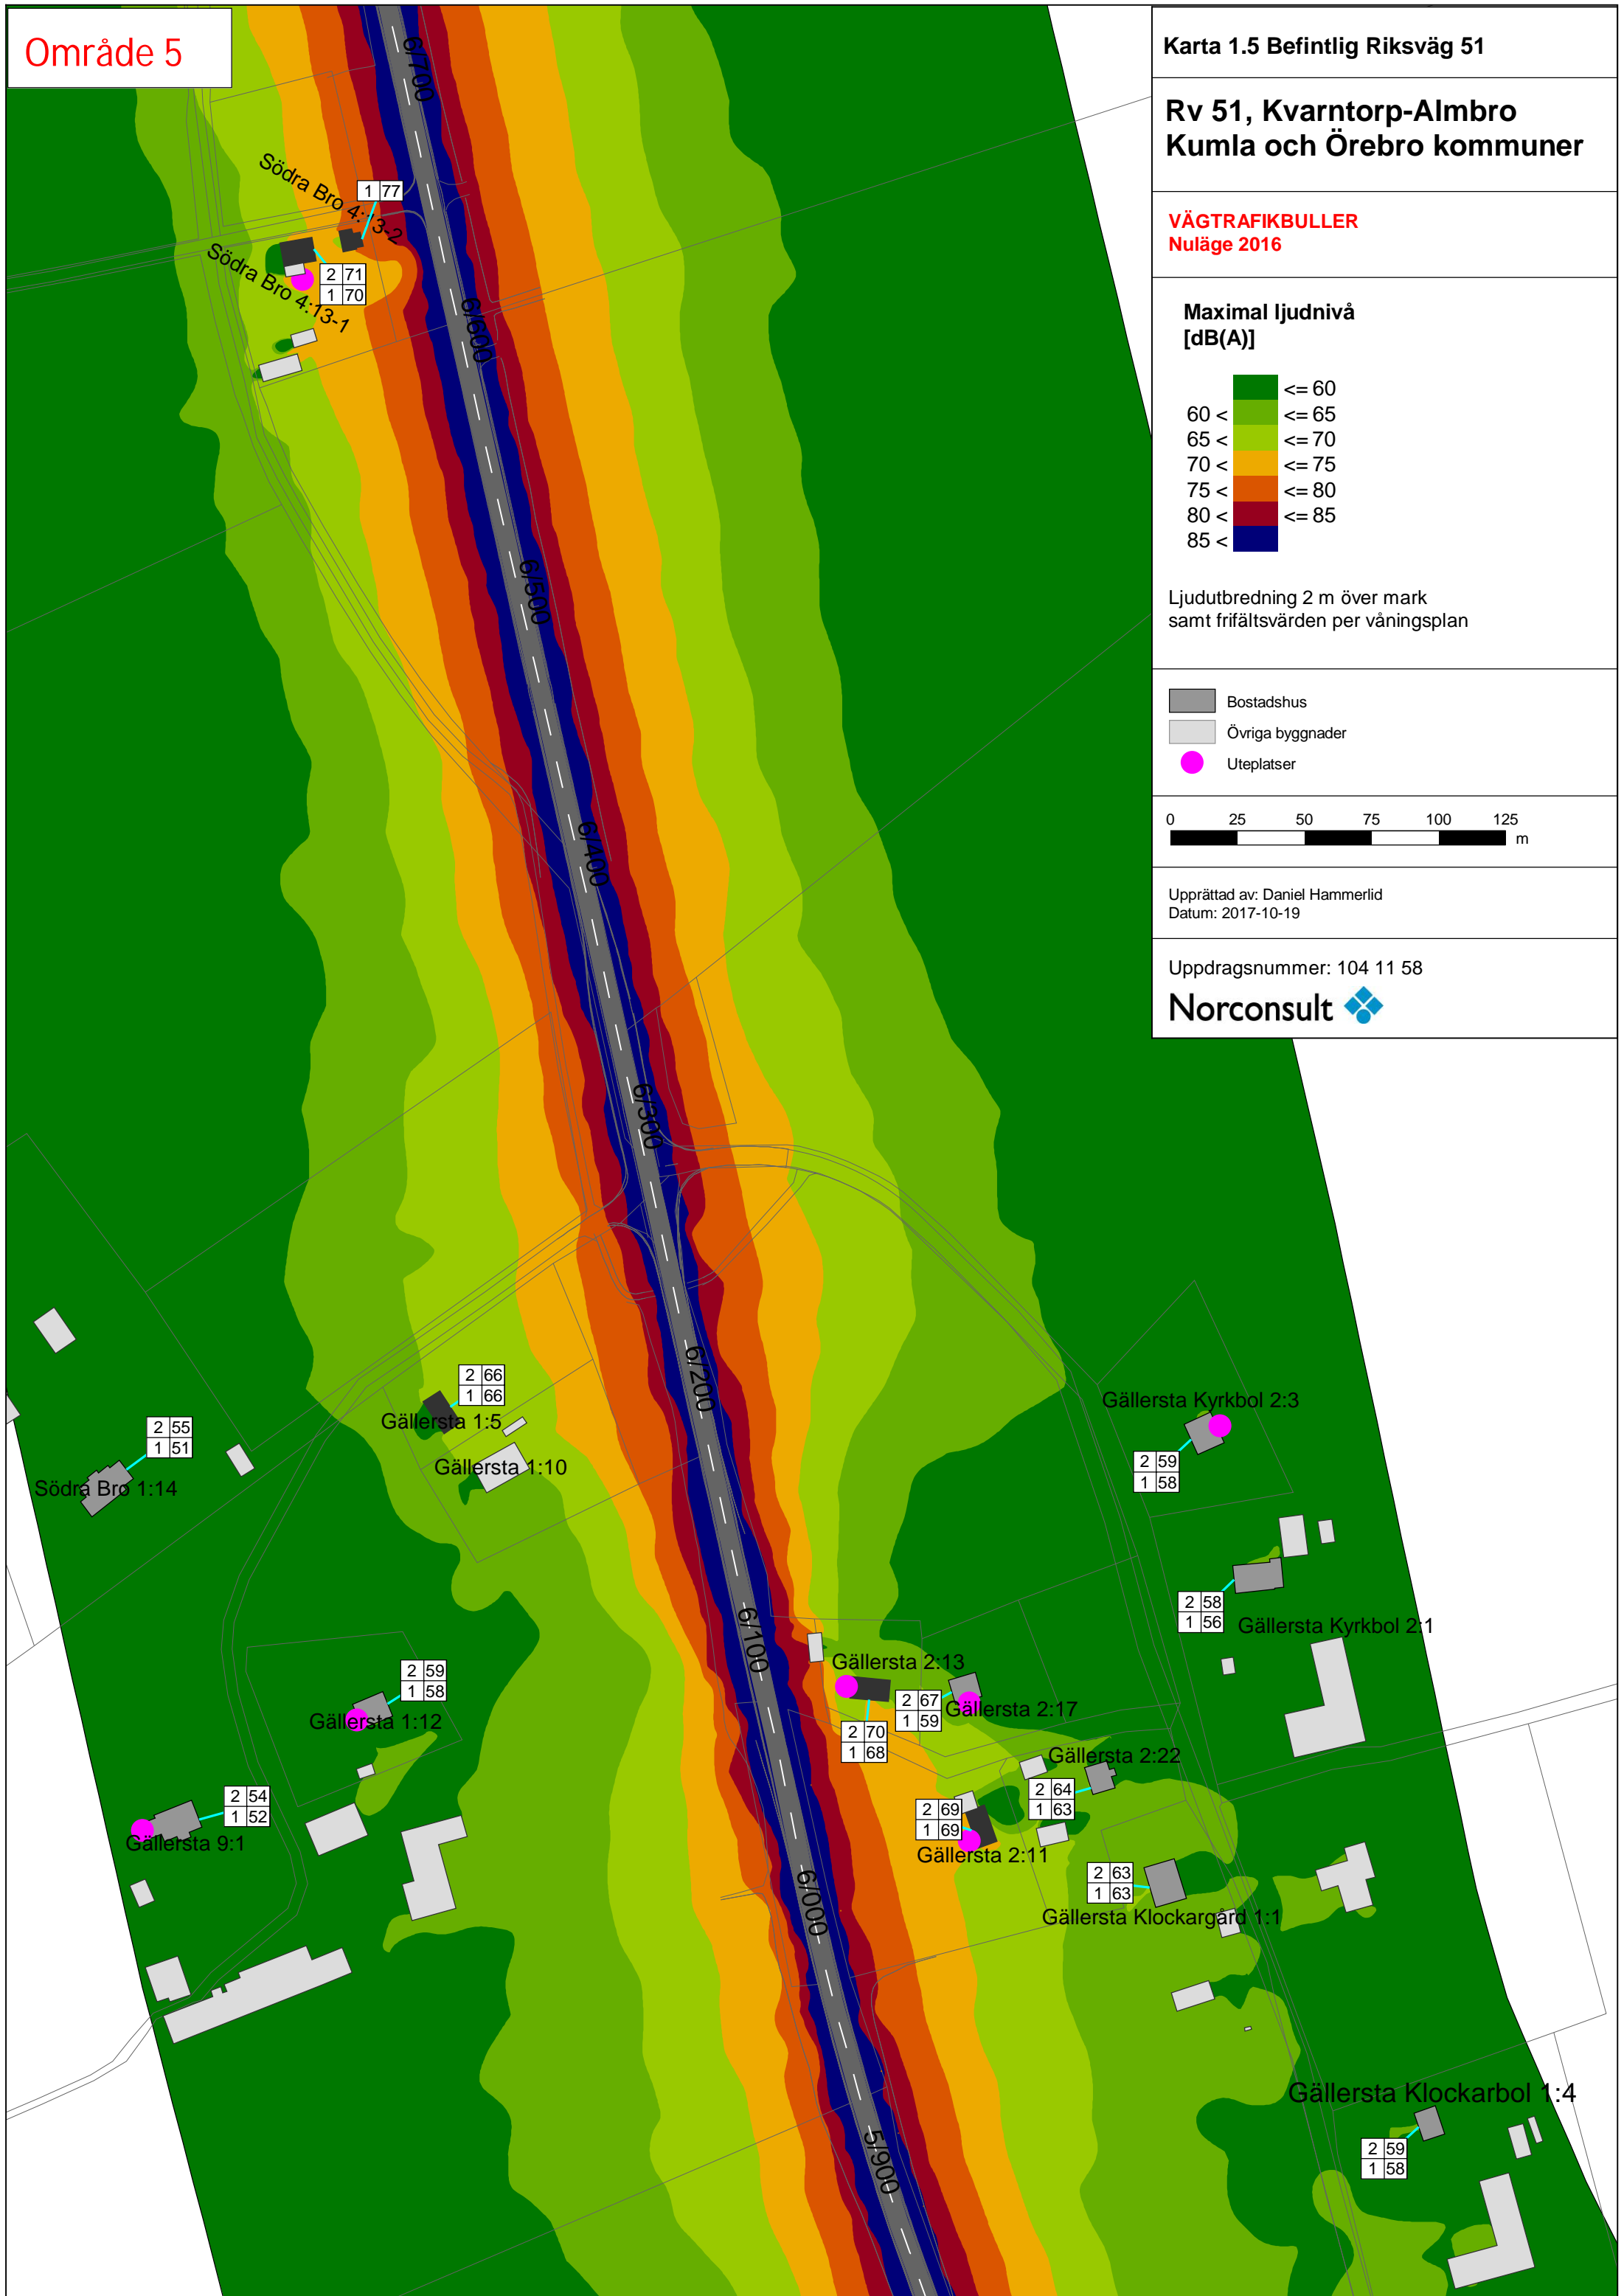 Område 5
Karta 1.5 Befintlig Riksväg 51
Rv 51, Kvarntorp-Almbro
Kumla och Örebro kommuner
VÄGTRAFIKBULLER
Nuläge 2016
Maximal ljudnivå
[dB(A)]
<= 60
60 < <= 65
65 < <= 70
70 < <= 75
75 < <= 80
80 < <= 85
85 <
Ljudutbredning 2 m över mark
samt frifältsvärden per våningsplan
Bostadshus
Övriga byggnader
Uteplatser
0 25 50 75 100 125
m
Upprättad av: Daniel Hammerlid
Datum: 2017-10-19
Uppdragsnummer: 104 11 58
Norconsult
6/700
Södra Bro 4:13-2
1 77
Södra Bro 4:13-1
2 71
1 70
6/600
6/500
6/400
6/300
6/200
2 66
1 66
Gällersta 1:5
Gällersta 1:10
2 55
1 51
Södra Bro 1:14
Gällersta Kyrkbol 2:3
2 59
1 58
2 58
1 56
Gällersta Kyrkbol 2:1
6/100
2 59
1 58
Gällersta 1:12
Gällersta 2:13
2 70
1 68
2 67
1 59
Gällersta 2:17
Gällersta 2:22
2 64
1 63
2 69
1 69
Gällersta 2:11
2 54
1 52
Gällersta 9:1
2 63
1 63
Gällersta Klockargård 1:1
6/000
Gällersta Klockarbol 1:4
2 59
1 58
5/900